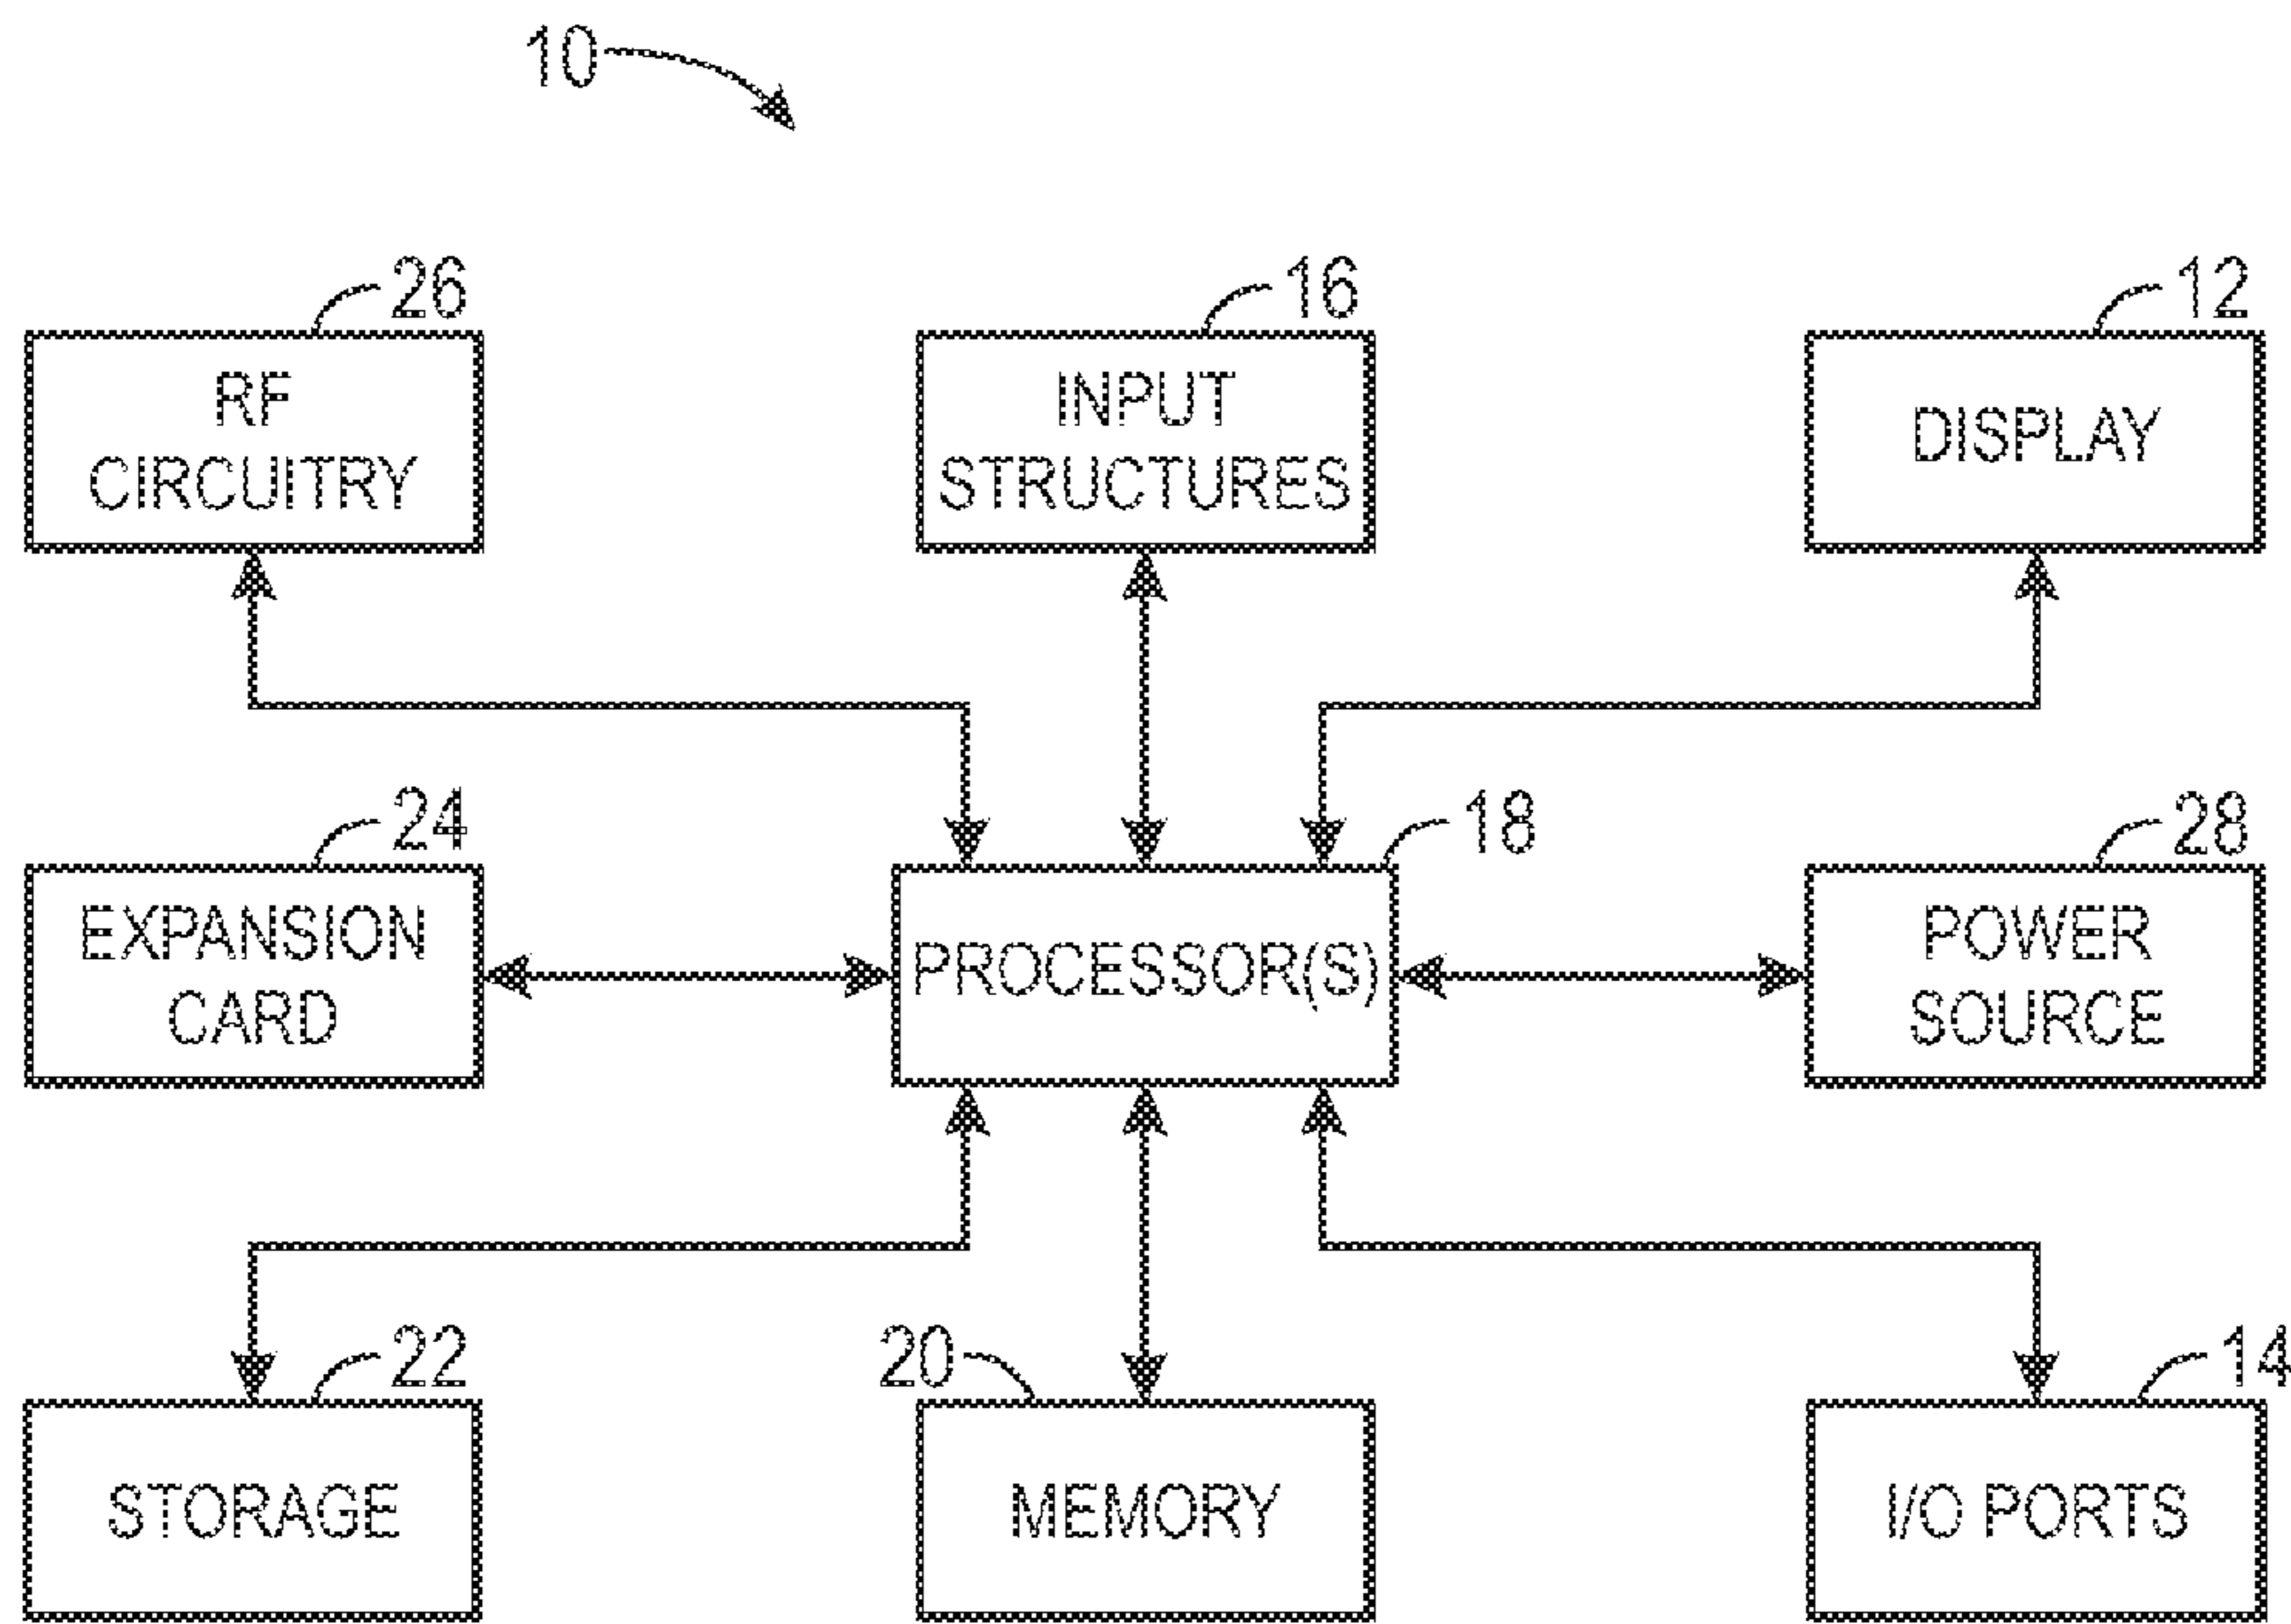 10
26
16
12
RF
CIRCUITRY
INPUT
STRUCTURES
DISPLAY
24
18
28
EXPANSION
CARD
PROCESSOR(S)
POWER
SOURCE
22
20
14
STORAGE
MEMORY
I/O PORTS